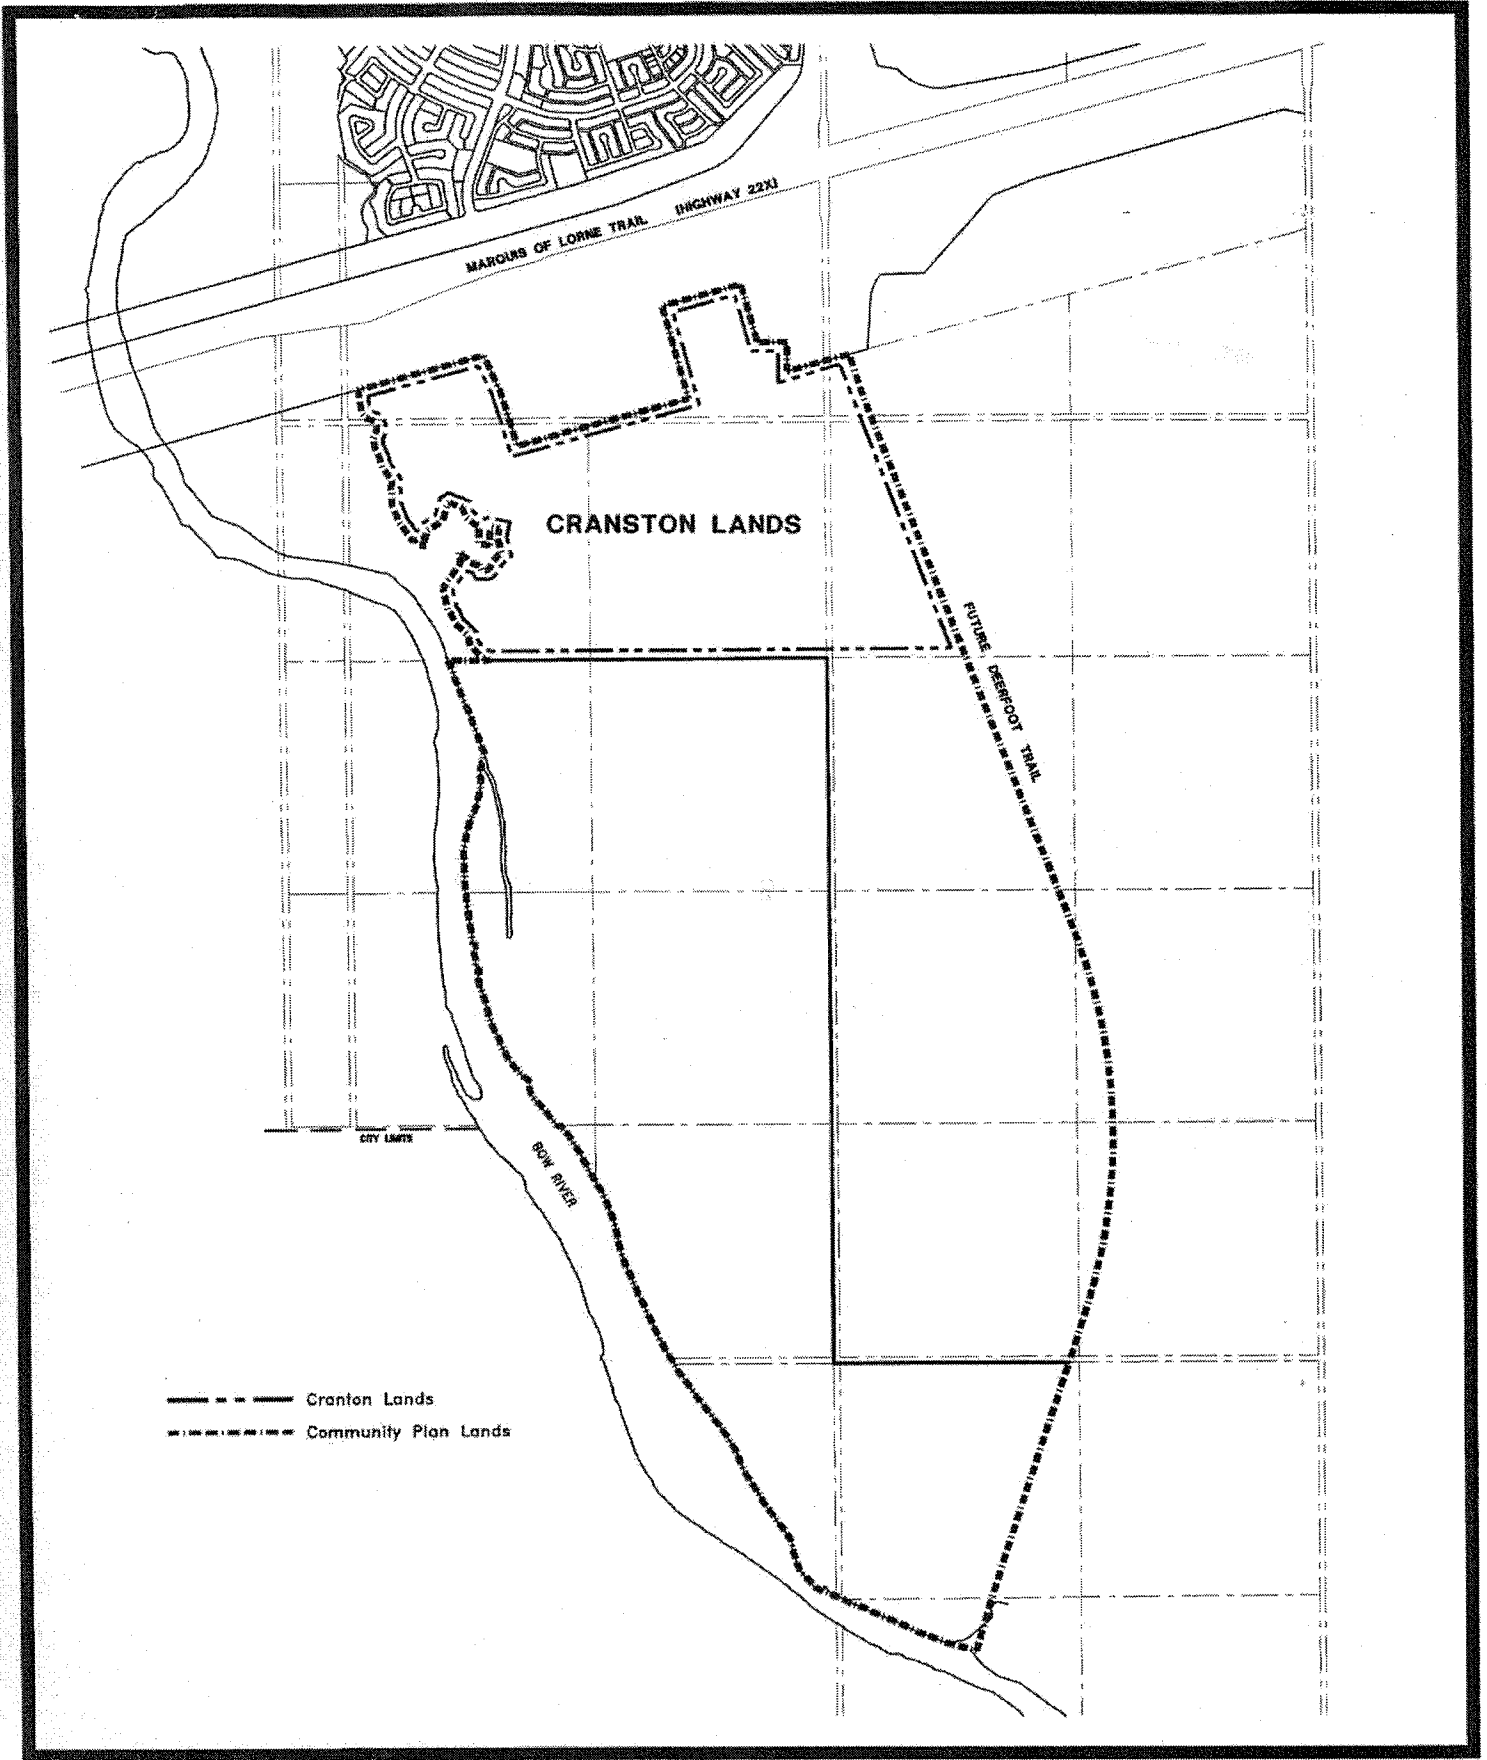 MARQUIS OF LORNE TRAIL (HIGHWAY 22X)
CRANSTON LANDS
FUTURE DEERFOOT TRAIL
CITY LIMITS
BOW RIVER
Cranton Lands
Community Plan Lands